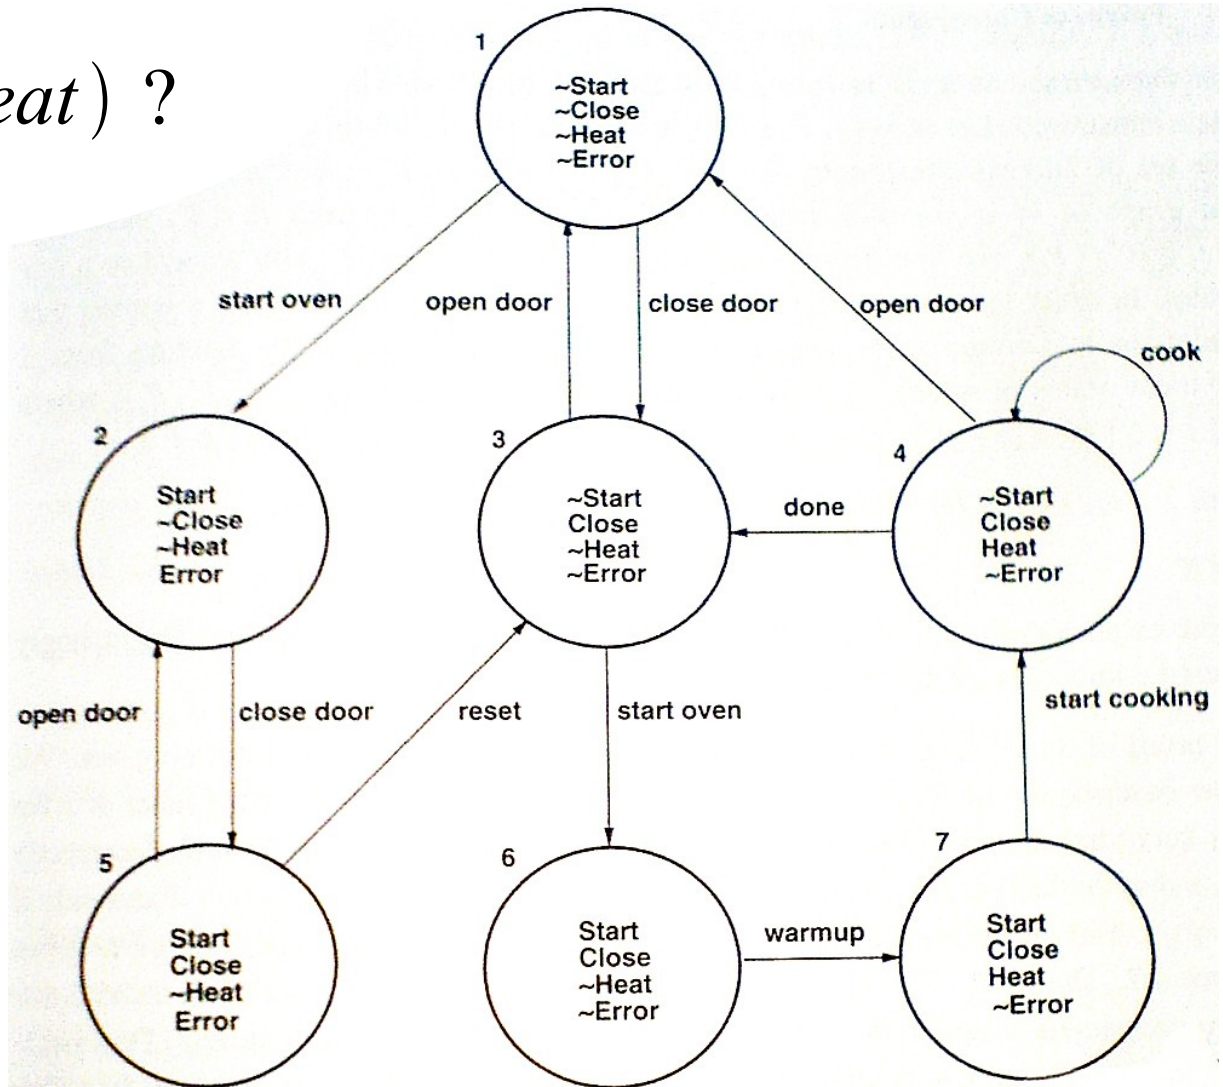 eat) ?
1
~Start
~Close
~Heat
~Error
start oven
open door
close door
open door
cook
2
Start
~Close
~Heat
Error
3
~Start
Close
~Heat
~Error
done
4
~Start
Close
Heat
~Error
open door
close door
reset
start oven
start cooking
5
Start
Close
~Heat
Error
6
Start
Close
~Heat
~Error
warmup
7
Start
Close
Heat
~Error